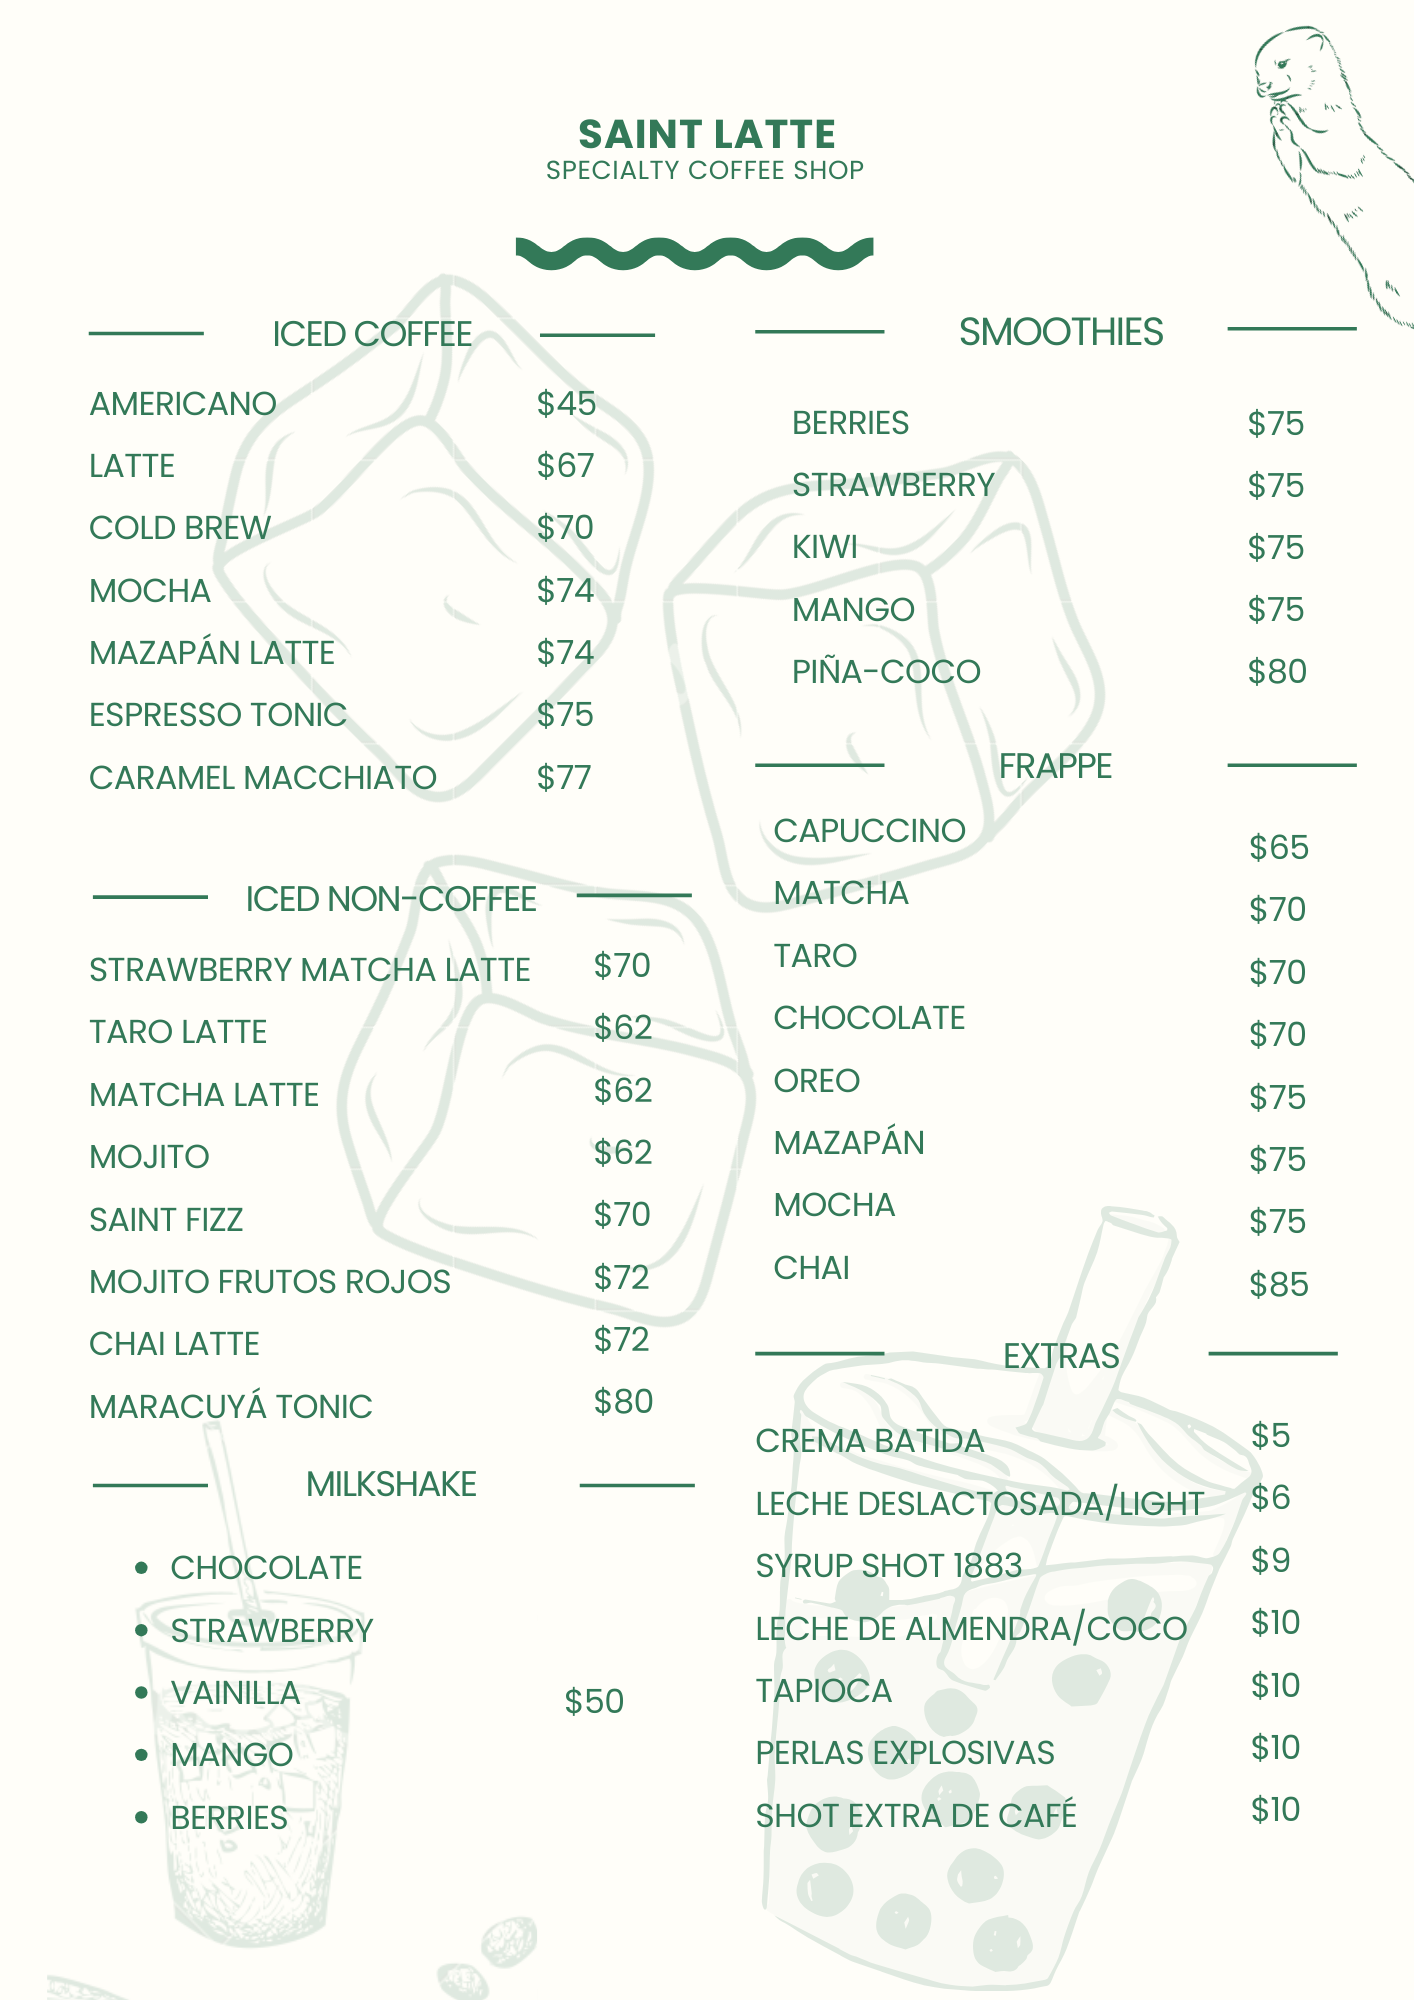 SAINT LATTE
SPECIALTY COFFEE SHOP
ICED COFFEE
AMERICANO $45
LATTE $67
COLD BREW $70
MOCHA $74
MAZAPÁN LATTE $74
ESPRESSO TONIC $75
CARAMEL MACCHIATO $77
ICED NON-COFFEE
STRAWBERRY MATCHA LATTE $70
TARO LATTE $62
MATCHA LATTE $62
MOJITO $62
SAINT FIZZ $70
MOJITO FRUTOS ROJOS $72
CHAI LATTE $72
MARACUYÁ TONIC $80
MILKSHAKE
• CHOCOLATE
• STRAWBERRY
• VAINILLA
$50
• MANGO
• BERRIES
SMOOTHIES
BERRIES $75
STRAWBERRY $75
KIWI $75
MANGO $75
PIÑA-COCO $80
FRAPPE
CAPUCCINO $65
MATCHA $70
TARO $70
CHOCOLATE $70
OREO $75
MAZAPÁN $75
MOCHA $75
CHAI $85
EXTRAS
CREMA BATIDA $5
LECHE DESLACTOSADA/LIGHT $6
SYRUP SHOT 1883 $9
LECHE DE ALMENDRA/COCO $10
TAPIOCA $10
PERLAS EXPLOSIVAS $10
SHOT EXTRA DE CAFÉ $10